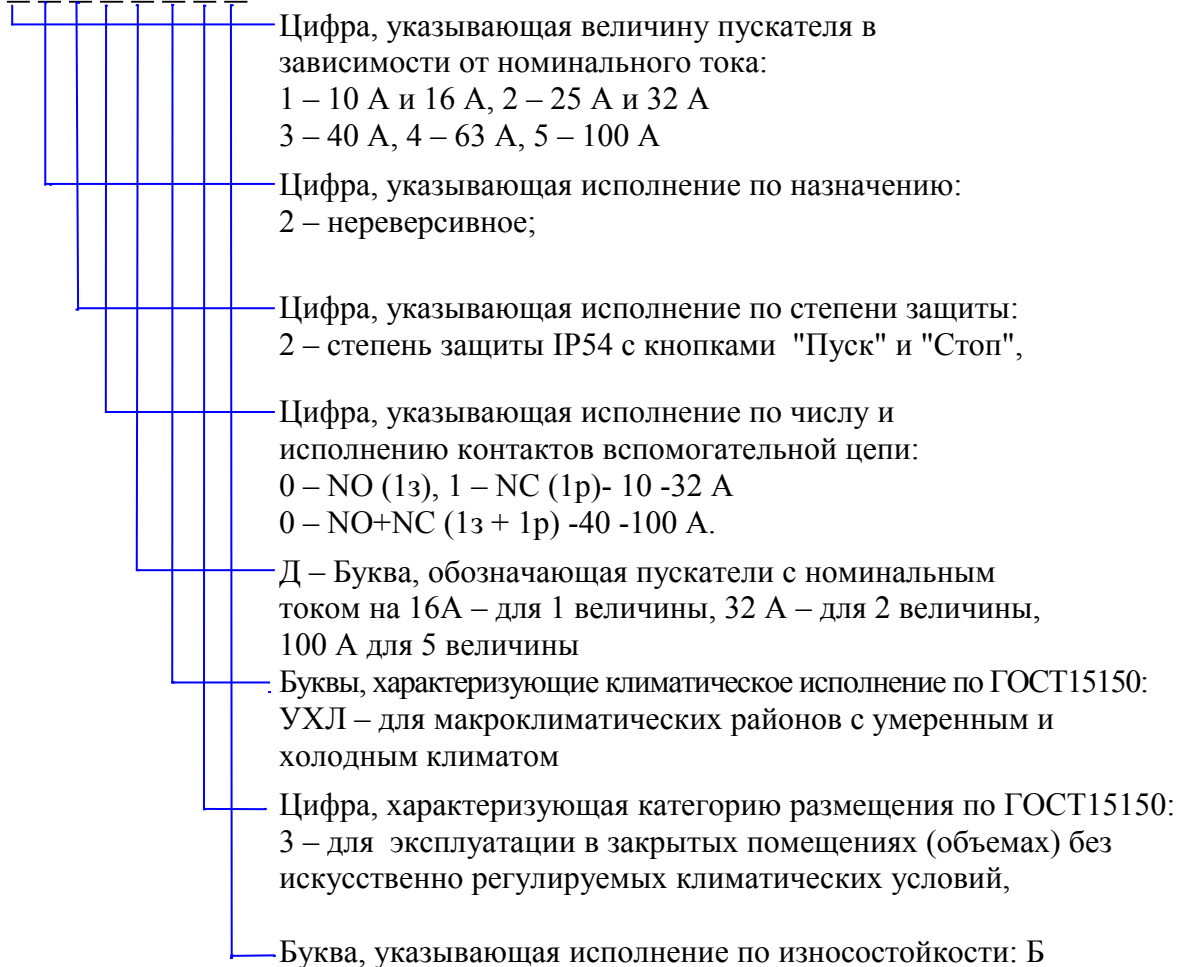 Цифра, указывающая величину пускателя в
зависимости от номинального тока:
1 – 10 А и 16 А, 2 – 25 А и 32 А
3 – 40 А, 4 – 63 А, 5 – 100 А
Цифра, указывающая исполнение по назначению:
2 – нереверсивное;
Цифра, указывающая исполнение по степени защиты:
2 – степень защиты IP54 с кнопками "Пуск" и "Стоп",
Цифра, указывающая исполнение по числу и
исполнению контактов вспомогательной цепи:
0 – NO (1з), 1 – NC (1р)- 10 -32 А
0 – NO+NC (1з + 1р) -40 -100 А.
Д – Буква, обозначающая пускатели с номинальным
током на 16А – для 1 величины, 32 А – для 2 величины,
100 А для 5 величины
Буквы, характеризующие климатическое исполнение по ГОСТ15150:
УХЛ – для макроклиматических районов с умеренным и
холодным климатом
Цифра, характеризующая категорию размещения по ГОСТ15150:
3 – для эксплуатации в закрытых помещениях (объемах) без
искусственно регулируемых климатических условий,
Буква, указывающая исполнение по износостойкости: Б